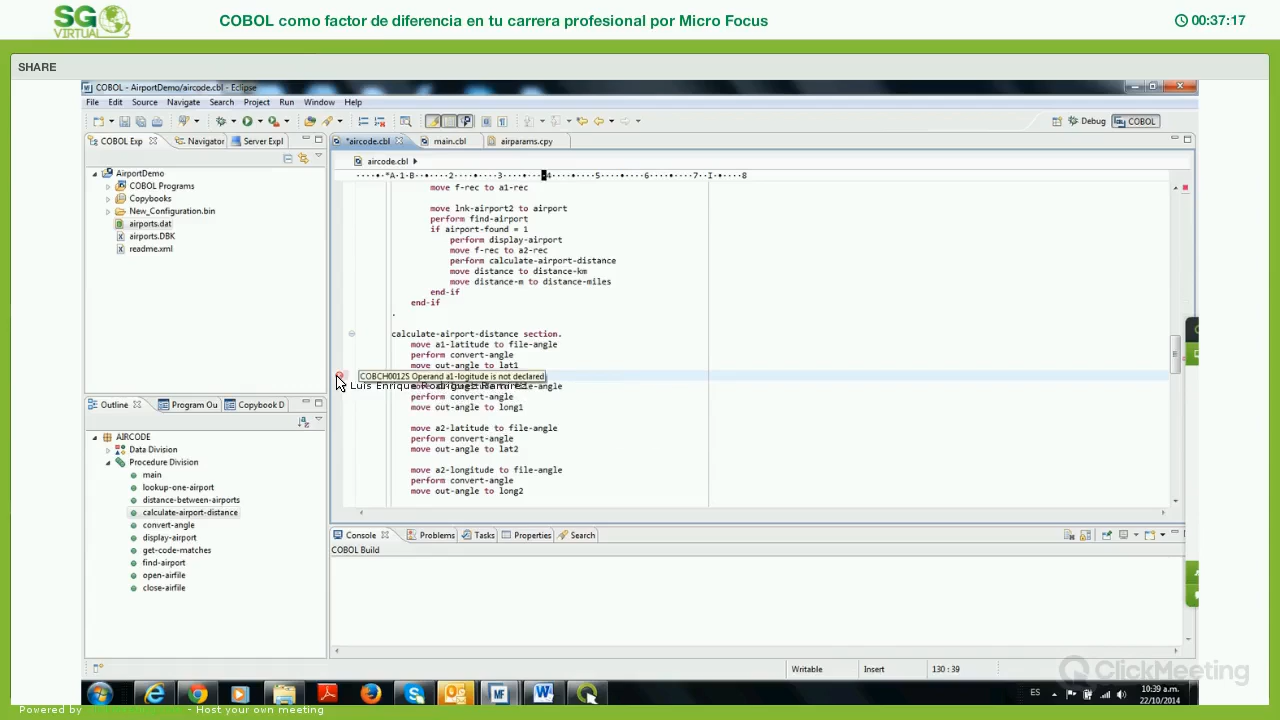 SG
VIRTUAL
COBOL como factor de diferencia en tu carrera profesional por Micro Focus
00:37:17
SHARE
COBOL - AirportDemo/aircode.cbl - Eclipse
File Edit Source Navigate Search Project Run Window Help
Debug COBOL
COBOL Exp Navigator Server Expl
*aircode.cbl main.cbl airparams.cpy
aircode.cbl
AirportDemo
COBOL Programs
Copybooks
New_Configuration.bin
airports.dat
airports.DBK
readme.xml
move f-rec to a1-rec
move lnk-airport2 to airport
perform find-airport
if airport-found = 1
perform display-airport
move f-rec to a2-rec
perform calculate-airport-distance
move distance to distance-km
move distance-m to distance-miles
end-if
end-if
.
calculate-airport-distance section.
move a1-latitude to file-angle
perform convert-angle
move out-angle to lat1
COBCH0012S Operand a1-logitude is not declared
Luis Enrique Rodriguez Ramirez
perform convert-angle
move out-angle to long1
move a2-latitude to file-angle
perform convert-angle
move out-angle to lat2
move a2-longitude to file-angle
perform convert-angle
move out-angle to long2
Outline Program Ou Copybook D
AIRCODE
Data Division
Procedure Division
main
lookup-one-airport
distance-between-airports
calculate-airport-distance
convert-angle
display-airport
get-code-matches
find-airport
open-airfile
close-airfile
Console Problems Tasks Properties Search
COBOL Build
Writable Insert 130 : 39
ClickMeeting
ES 10:39 a.m.
22/10/2014
Powered by - Host your own meeting